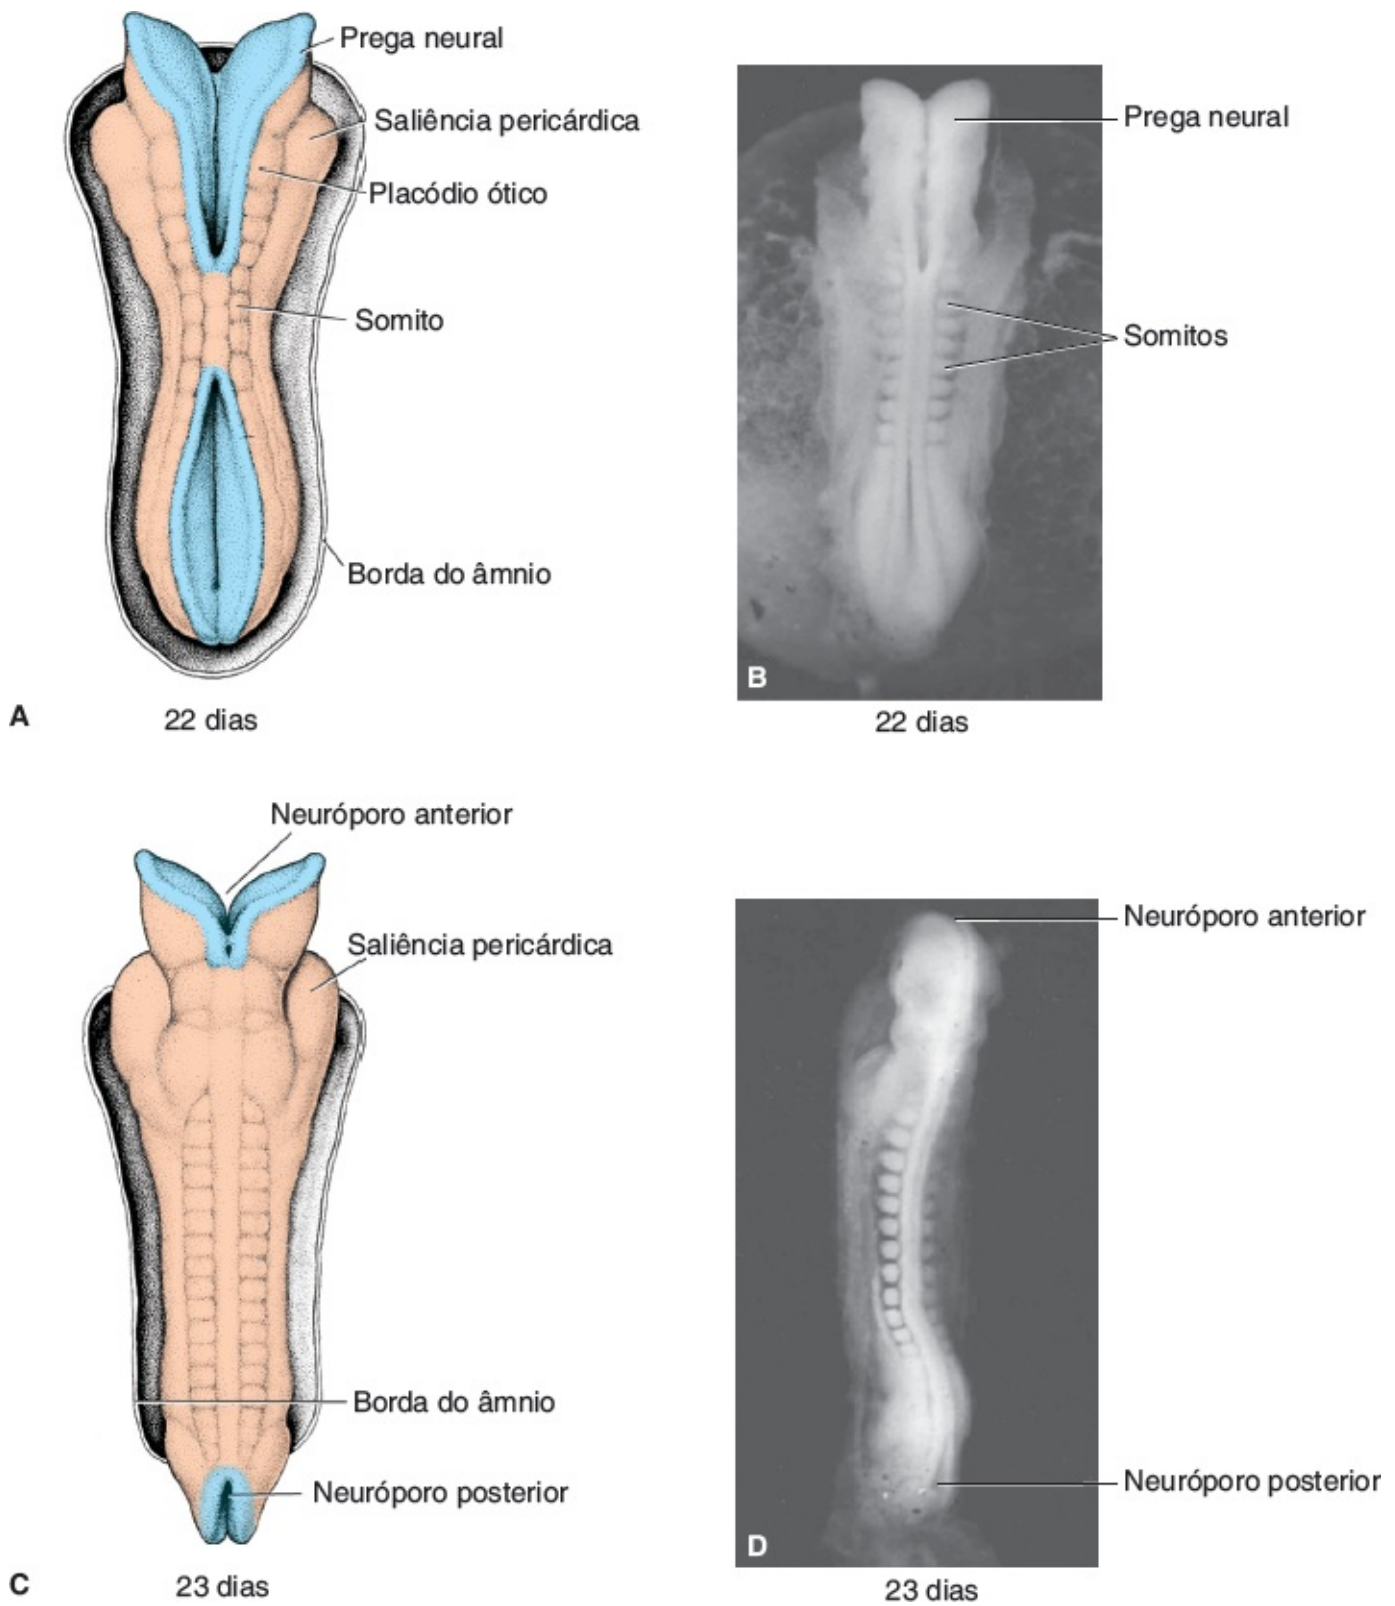 Prega neural
Saliência pericárdica
Placódio ótico
Somito
Borda do âmnio
A
22 dias
Prega neural
Somitos
B
22 dias
Neuróporo anterior
Saliência pericárdica
Borda do âmnio
Neuróporo posterior
C
23 dias
Neuróporo anterior
Neuróporo posterior
D
23 dias